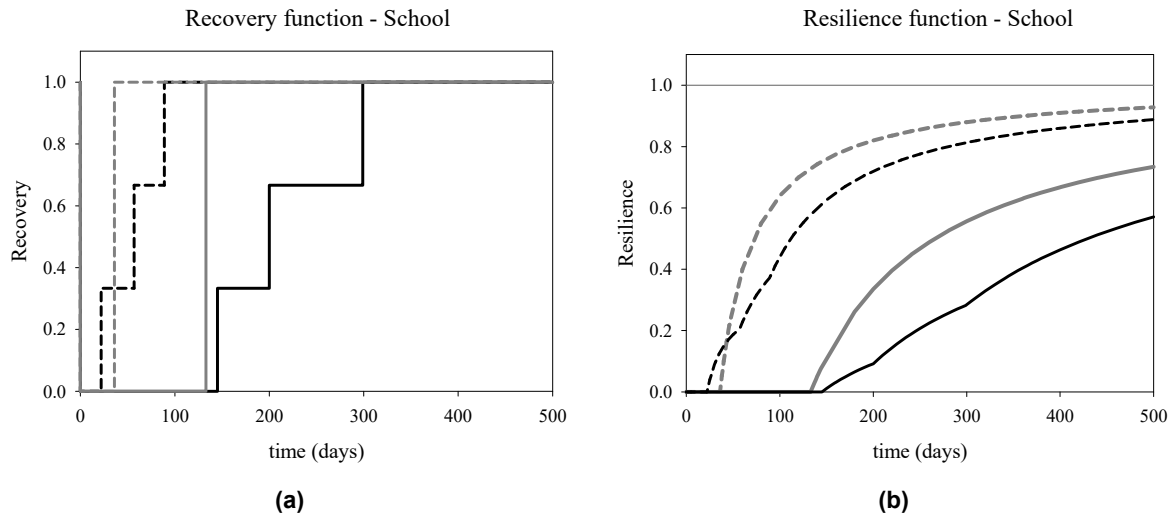 Recovery function - School
Recovery
1.0
0.8
0.6
0.4
0.2
0.0
0 100 200 300 400 500
time (days)
(a)
Resilience function - School
Resilience
1.0
0.8
0.6
0.4
0.2
0.0
0 100 200 300 400 500
time (days)
(b)